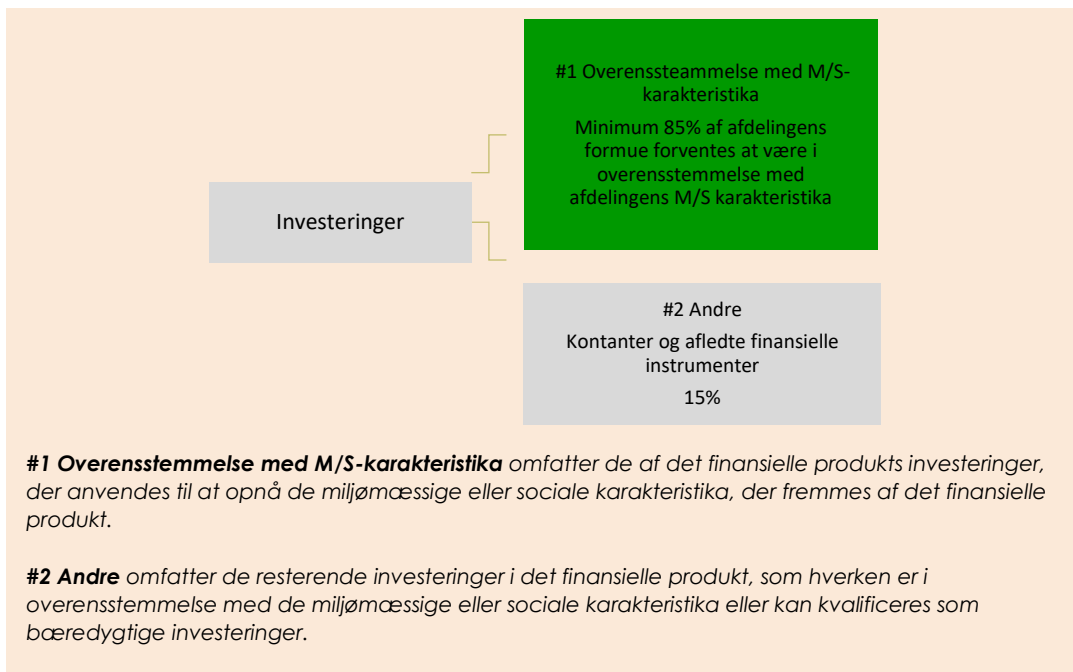 #1 Overenssteammelse med M/S-
karakteristika
Minimum 85% af afdelingens
formue forventes at være i
overensstemmelse med
afdelingens M/S karakteristika
Investeringer
#2 Andre
Kontanter og afledte finansielle
instrumenter
15%
#1 Overensstemmelse med M/S-karakteristika omfatter de af det finansielle produkts investeringer,
der anvendes til at opnå de miljømæssige eller sociale karakteristika, der fremmes af det finansielle
produkt.
#2 Andre omfatter de resterende investeringer i det finansielle produkt, som hverken er i
overensstemmelse med de miljømæssige eller sociale karakteristika eller kan kvalificeres som
bæredygtige investeringer.